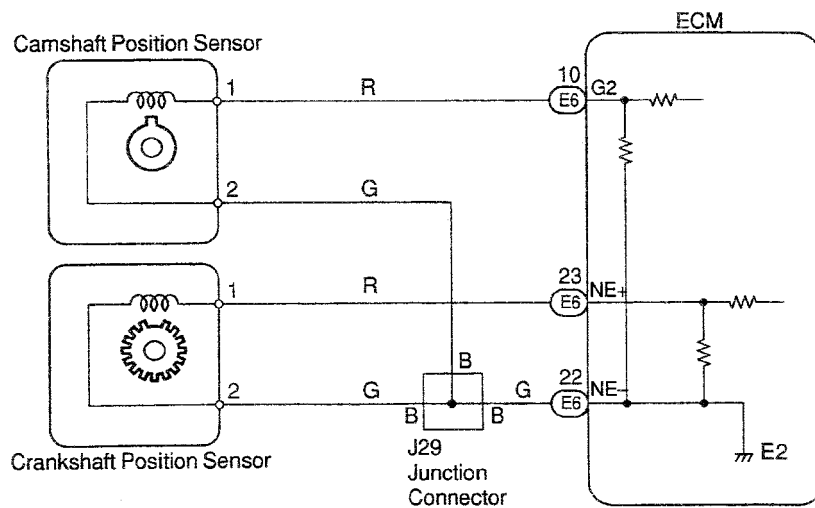 ECM
Camshaft Position Sensor
1
R
10
E6
G2
2
G
1
R
23
E6
NE+
B
2
G
B
B
G
22
E6
NE-
E2
J29
Junction
Connector
Crankshaft Position Sensor